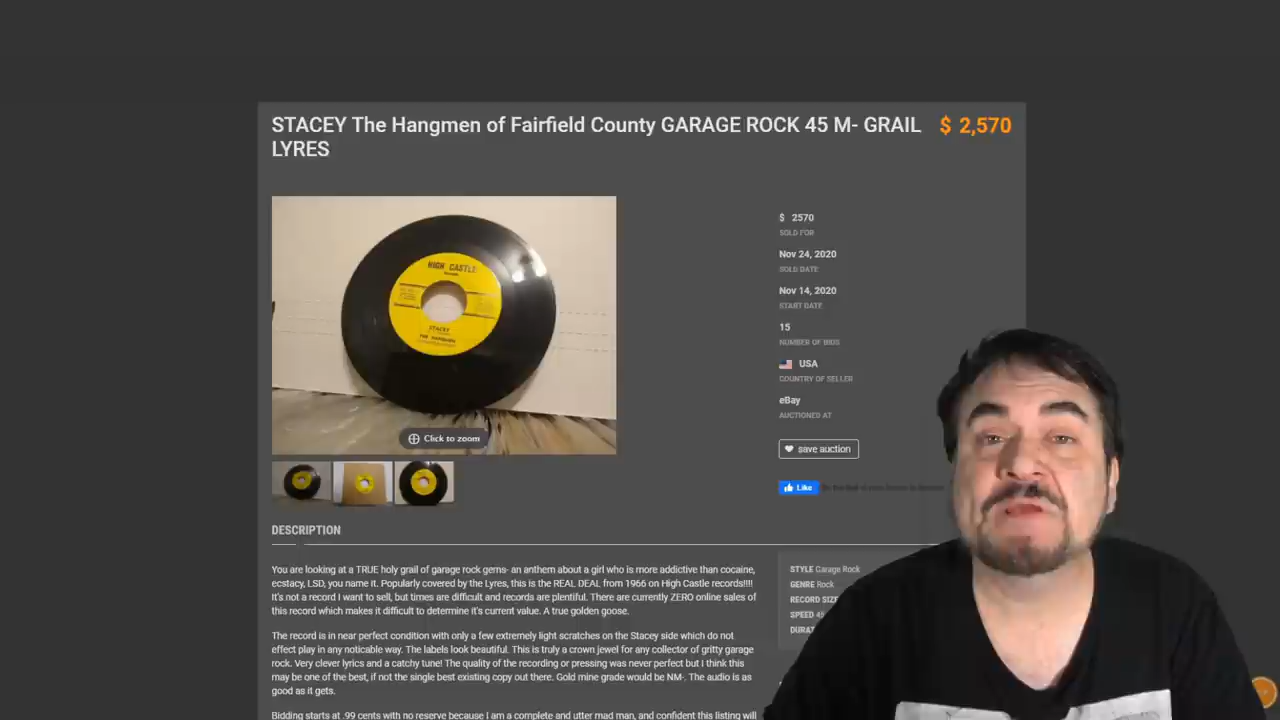 STACEY The Hangmen of Fairfield County GARAGE ROCK 45 M- GRAIL
LYRES
$ 2,570
HIGH CASTLE
STACEY
THE HANGMEN
Click to zoom
$ 2570
SOLD FOR
Nov 24, 2020
SOLD DATE
Nov 14, 2020
START DATE
15
NUMBER OF BIDS
USA
COUNTRY OF SELLER
eBay
AUCTIONED AT
save auction
Like
DESCRIPTION
You are looking at a TRUE holy grail of garage rock gems- an anthem about a girl who is more addictive than cocaine,
ecstacy, LSD, you name it. Popularly covered by the Lyres, this is the REAL DEAL from 1966 on High Castle records!!!!
It's not a record I want to sell, but times are difficult and records are plentiful. There are currently ZERO online sales of
this record which makes it difficult to determine it's current value. A true golden goose.
The record is in near perfect condition with only a few extremely light scratches on the Stacey side which do not
effect play in any noticable way. The labels look beautiful. This is truly a crown jewel for any collector of gritty garage
rock. Very clever lyrics and a catchy tune! The quality of the recording or pressing was never perfect but I think this
may be one of the best, if not the single best existing copy out there. Gold mine grade would be NM-. The audio is as
good as it gets.
Bidding starts at .99 cents with no reserve because I am a complete and utter mad man, and confident this listing will
STYLE Garage Rock
GENRE Rock
RECORD SIZE
SPEED 45
DURAT